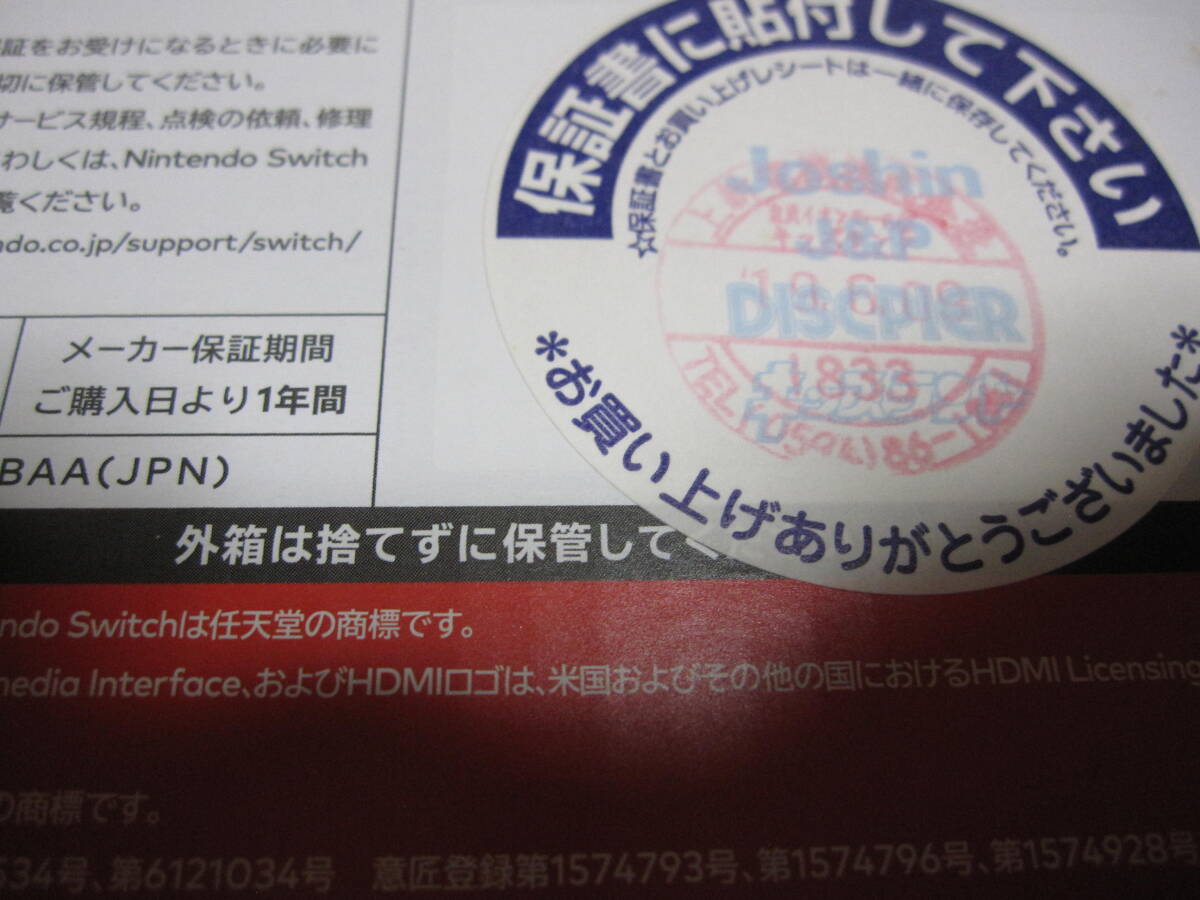 証をお受けになるときに必要に
切に保管してください。
サービス規程、点検の依頼、修理
わしくは、Nintendo Switch
覧ください。
ndo.co.jp/support/switch/
メーカー保証期間
ご購入日より1年間
BAA(JPN)
保証書に貼付して下さい
☆保証書とお買い上げレシートは一緒に保存してください。
Joshin
J&P
DISCPIER
キッズランド
1833
TEL
*お買い上げありがとうございました*
外箱は捨てずに保管して
ndo Switchは任天堂の商標です。
media Interface、およびHDMIロゴは、米国およびその他の国におけるHDMI Licensing
の商標です。
534号、第6121034号 意匠登録第1574793号、第1574796号、第1574928号